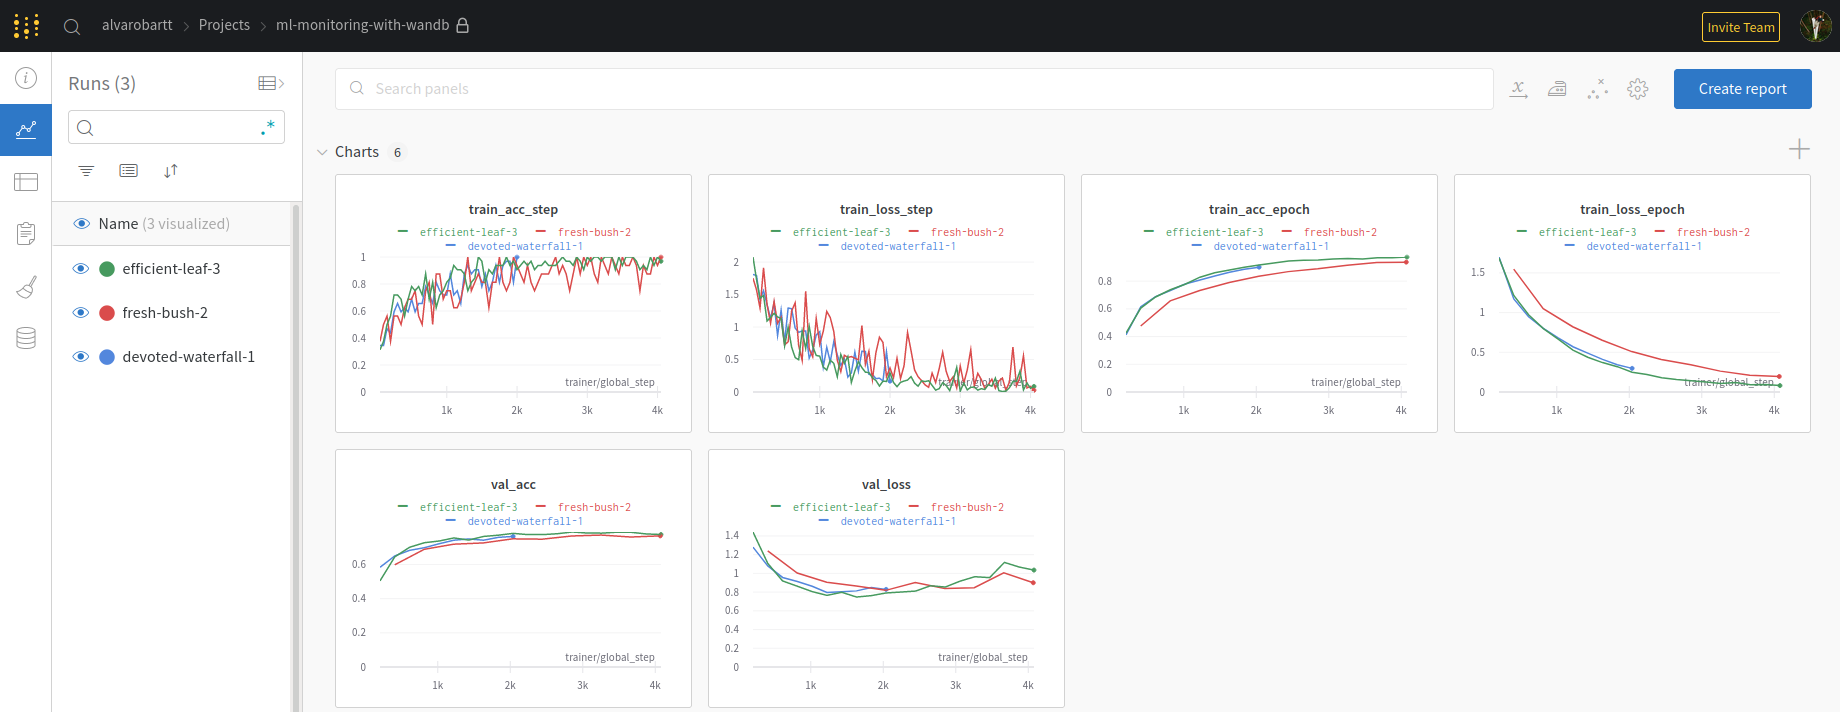 alvarobartt > Projects > ml-monitoring-with-wandb
Invite Team
Runs (3)
.*
Name (3 visualized)
efficient-leaf-3
fresh-bush-2
devoted-waterfall-1
Search panels
Create report
Charts 6
train_acc_step
efficient-leaf-3 fresh-bush-2
devoted-waterfall-1
1
0.8
0.6
0.4
0.2
0
trainer/global_step
1k 2k 3k 4k
train_loss_step
efficient-leaf-3 fresh-bush-2
devoted-waterfall-1
2
1.5
1
0.5
0
trainer/global_step
1k 2k 3k 4k
train_acc_epoch
efficient-leaf-3 fresh-bush-2
devoted-waterfall-1
0.8
0.6
0.4
0.2
0
trainer/global_step
1k 2k 3k 4k
train_loss_epoch
efficient-leaf-3 fresh-bush-2
devoted-waterfall-1
1.5
1
0.5
0
trainer/global_step
1k 2k 3k 4k
val_acc
efficient-leaf-3 fresh-bush-2
devoted-waterfall-1
0.6
0.4
0.2
0
trainer/global_step
1k 2k 3k 4k
val_loss
efficient-leaf-3 fresh-bush-2
devoted-waterfall-1
1.4
1.2
1
0.8
0.6
0.4
0.2
0
trainer/global_step
1k 2k 3k 4k